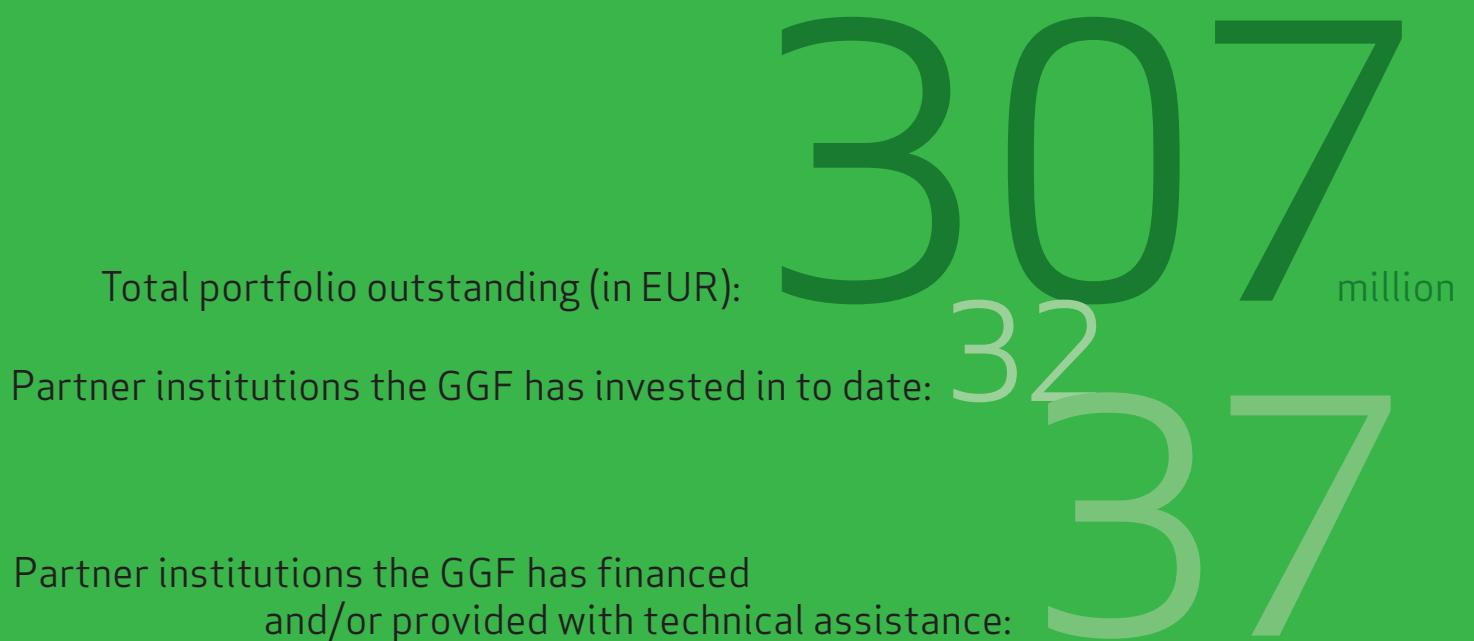 Total portfolio outstanding (in EUR): 307 million
Partner institutions the GGF has invested in to date: 32
Partner institutions the GGF has financed
and/or provided with technical assistance: 37